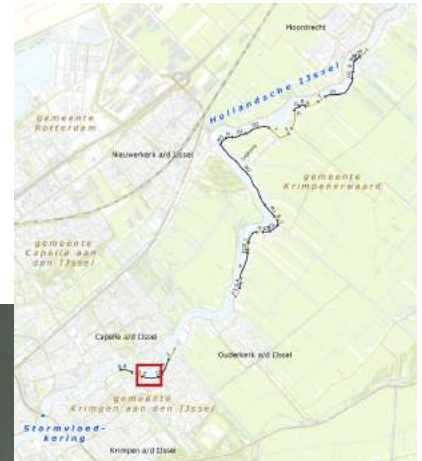 Moordrecht
Hollandsche IJssel
gemeente
Rotterdam
Nieuwerkerk a/d IJssel
gemeente
Krimpenerwaard
gemeente
Capelle aan
den IJssel
Capelle a/d IJssel
Ouderkerk a/d IJssel
gemeente
Krimpen aan den IJssel
Stormvloed-
kering
Krimpen a/d IJssel